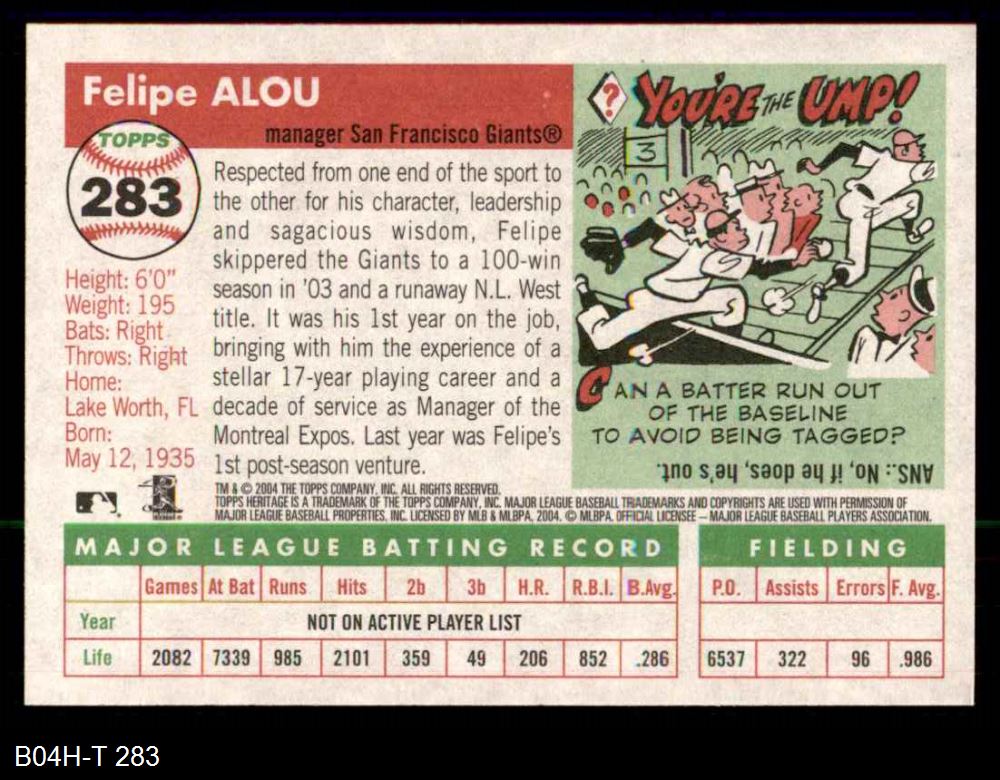 Felipe ALOU
manager San Francisco Giants®
TOPPS
283
Height: 6'0"
Weight: 195
Bats: Right
Throws: Right
Home:
Lake Worth, FL
Born:
May 12, 1935
Respected from one end of the sport to
the other for his character, leadership
and sagacious wisdom, Felipe
skippered the Giants to a 100-win
season in '03 and a runaway N.L. West
title. It was his 1st year on the job,
bringing with him the experience of a
stellar 17-year playing career and a
decade of service as Manager of the
Montreal Expos. Last year was Felipe's
1st post-season venture.
? YOU'RE THE UMP!
3
CAN A BATTER RUN OUT
OF THE BASELINE
TO AVOID BEING TAGGED?
ANS.: No, if he does, he's out.
TM & © 2004 THE TOPPS COMPANY, INC. ALL RIGHTS RESERVED.
TOPPS HERITAGE IS A TRADEMARK OF THE TOPPS COMPANY, INC. MAJOR LEAGUE BASEBALL TRADEMARKS AND COPYRIGHTS ARE USED WITH PERMISSION OF
MAJOR LEAGUE BASEBALL PROPERTIES, INC. LICENSED BY MLB & MLBPA, 2004. © MLBPA. OFFICIAL LICENSEE – MAJOR LEAGUE BASEBALL PLAYERS ASSOCIATION.
MAJOR LEAGUE BATTING RECORD FIELDING
Games At Bat Runs Hits 2b 3b H.R. R.B.I. B.Avg. P.O. Assists Errors F. Avg.
Year NOT ON ACTIVE PLAYER LIST
Life 2082 7339 985 2101 359 49 206 852 .286 6537 322 96 .986
B04H-T 283